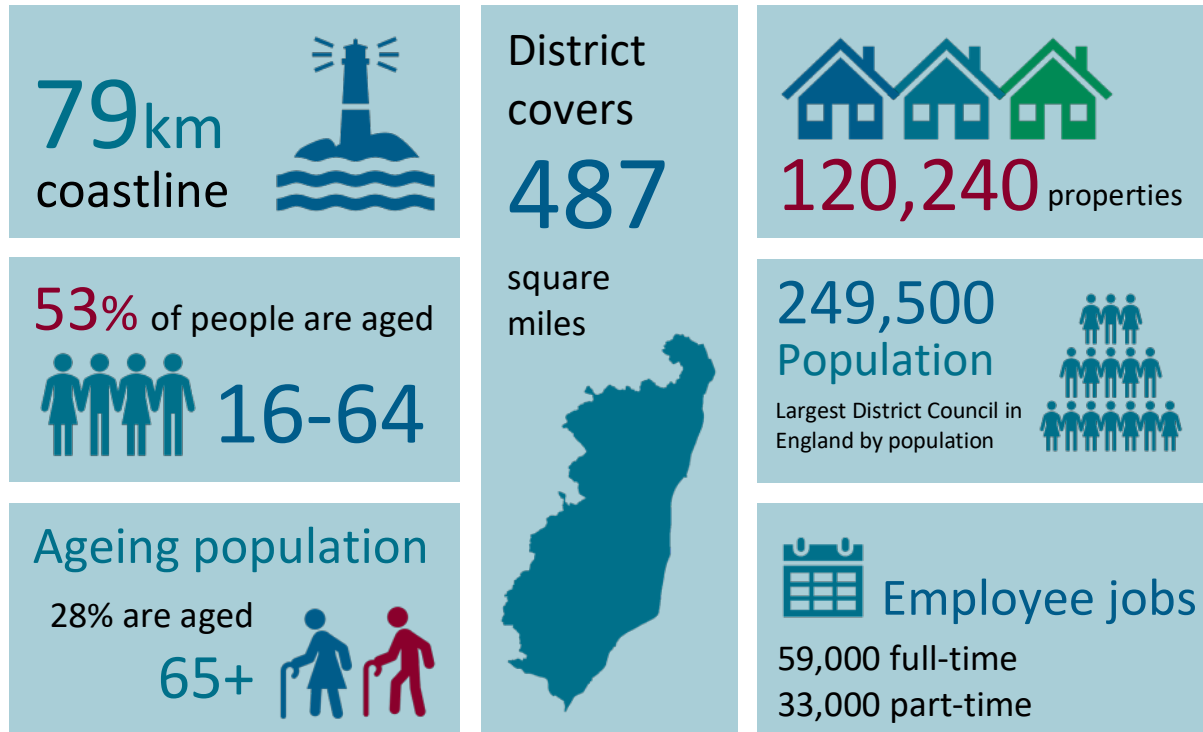 79km
coastline
53% of people are aged
16-64
Ageing population
28% are aged
65+
District
covers
487
square
miles
120,240 properties
249,500
Population
Largest District Council in
England by population
Employee jobs
59,000 full-time
33,000 part-time